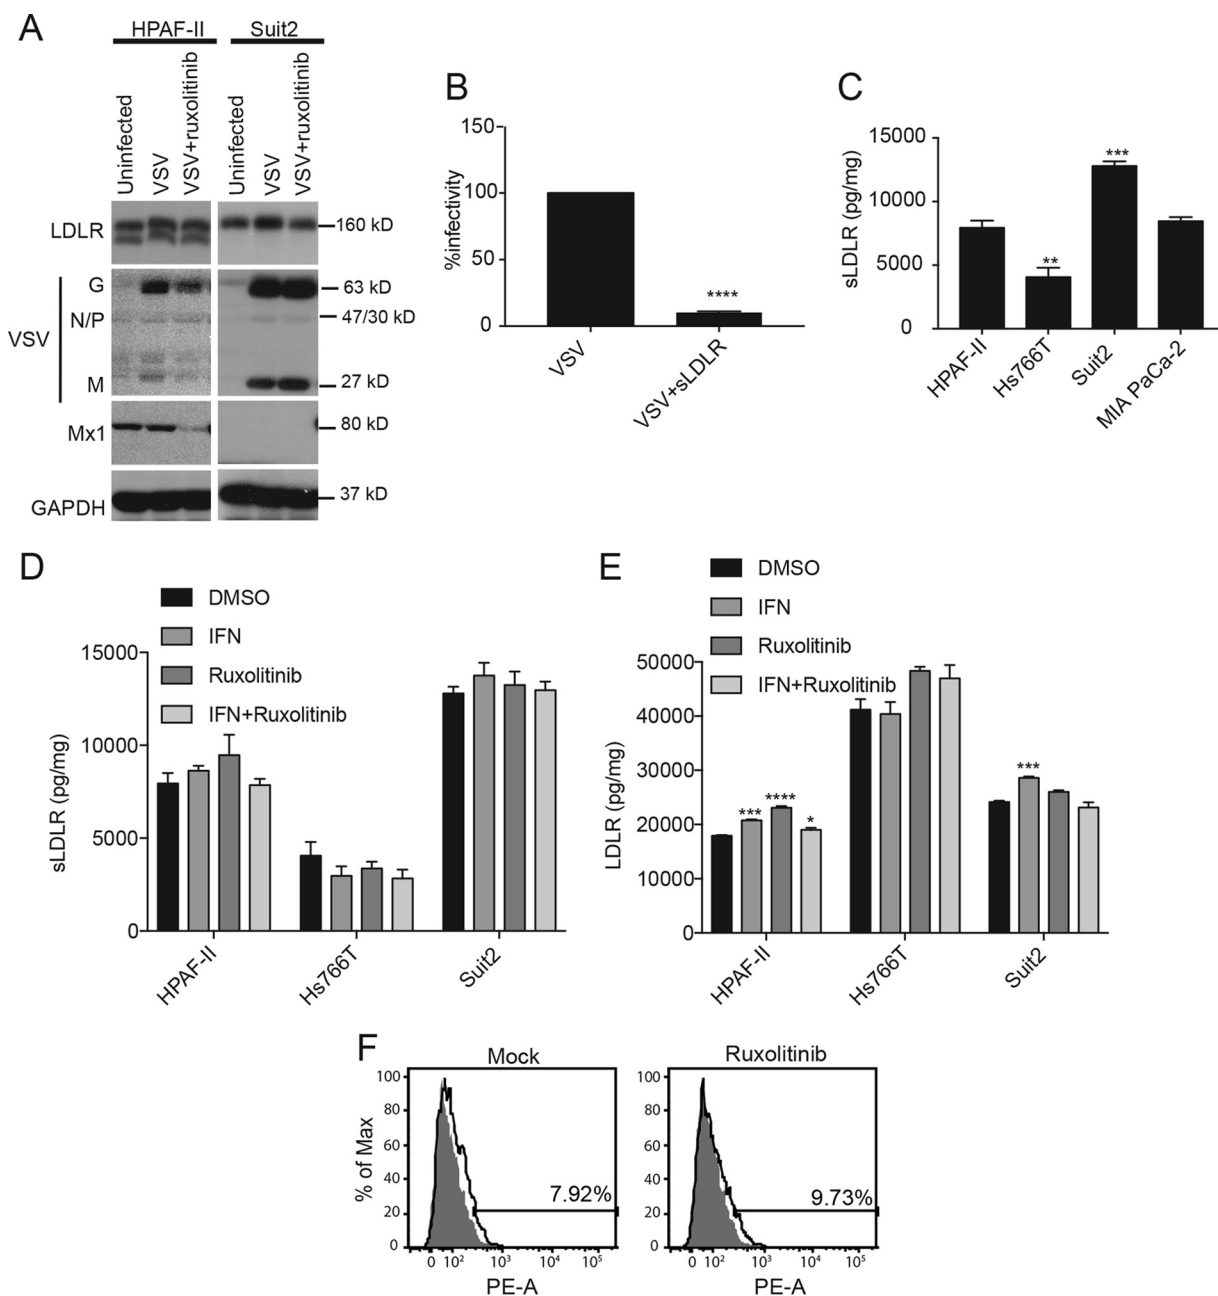 A
HPAF-II
Suit2
Uninfected
VSV
VSV+ruxolitinib
Uninfected
VSV
VSV+ruxolitinib
LDLR
160 kD
VSV
G
63 kD
N/P
47/30 kD
M
27 kD
Mx1
80 kD
GAPDH
37 kD
B
%infectivity
150
100
50
0
****
VSV
VSV+sLDLR
C
sLDLR (pg/mg)
15000
10000
5000
0
**
***
HPAF-II
Hs766T
Suit2
MIA PaCa-2
D
DMSO
IFN
Ruxolitinib
IFN+Ruxolitinib
sLDLR (pg/mg)
15000
10000
5000
0
HPAF-II
Hs766T
Suit2
E
DMSO
IFN
Ruxolitinib
IFN+Ruxolitinib
LDLR (pg/mg)
50000
40000
30000
20000
10000
0
***
****
*
***
HPAF-II
Hs766T
Suit2
F
Mock
% of Max
100
80
60
40
20
0
7.92%
0 10² 10³ 10⁴ 10⁵
PE-A
Ruxolitinib
100
80
60
40
20
0
9.73%
0 10² 10³ 10⁴ 10⁵
PE-A